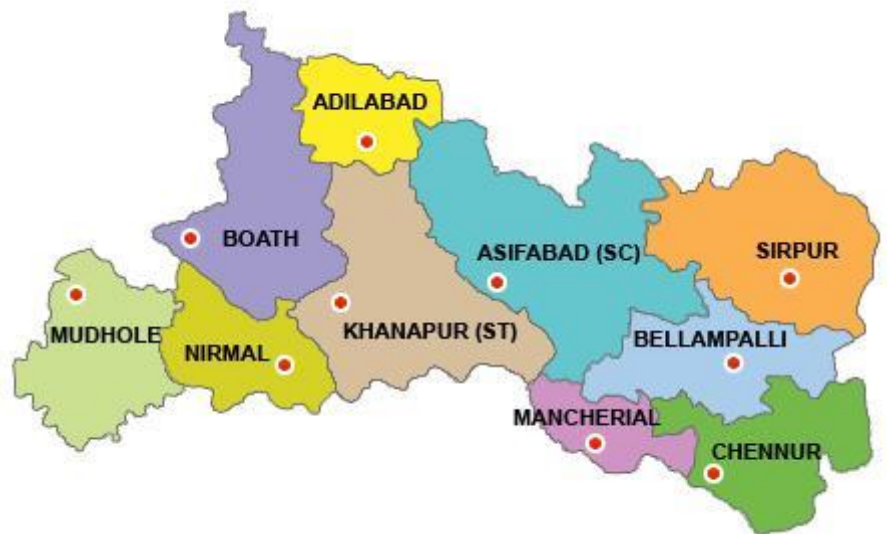 ADILABAD
BOATH
ASIFABAD (SC)
SIRPUR
MUDHOLE
KHANAPUR (ST)
BELLAMPALLI
NIRMAL
MANCHERIAL
CHENNUR